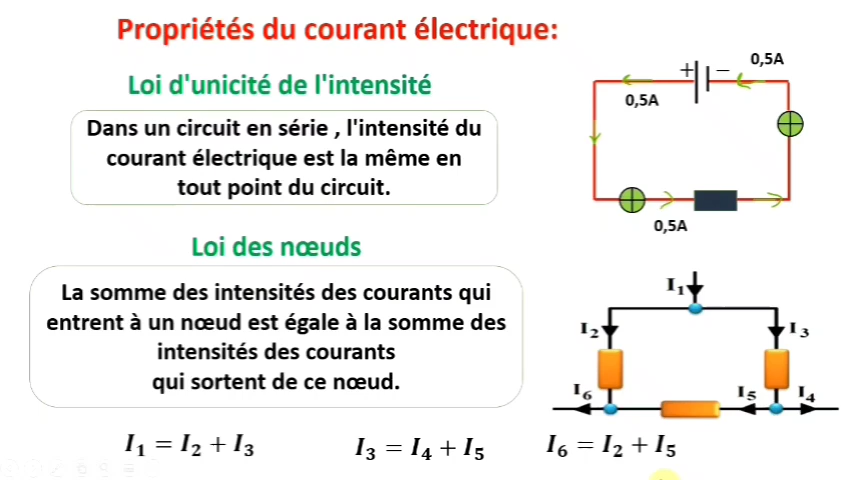 Propriétés du courant électrique:
Loi d'unicité de l'intensité
Dans un circuit en série , l'intensité du
courant électrique est la même en
tout point du circuit.
+ −
0,5A
0,5A
0,5A
Loi des nœuds
La somme des intensités des courants qui
entrent à un nœud est égale à la somme des
intensités des courants
qui sortent de ce nœud.
I₁
I₂
I₃
I₆
I₅
I₄
I₁ = I₂ + I₃
I₃ = I₄ + I₅
I₆ = I₂ + I₅